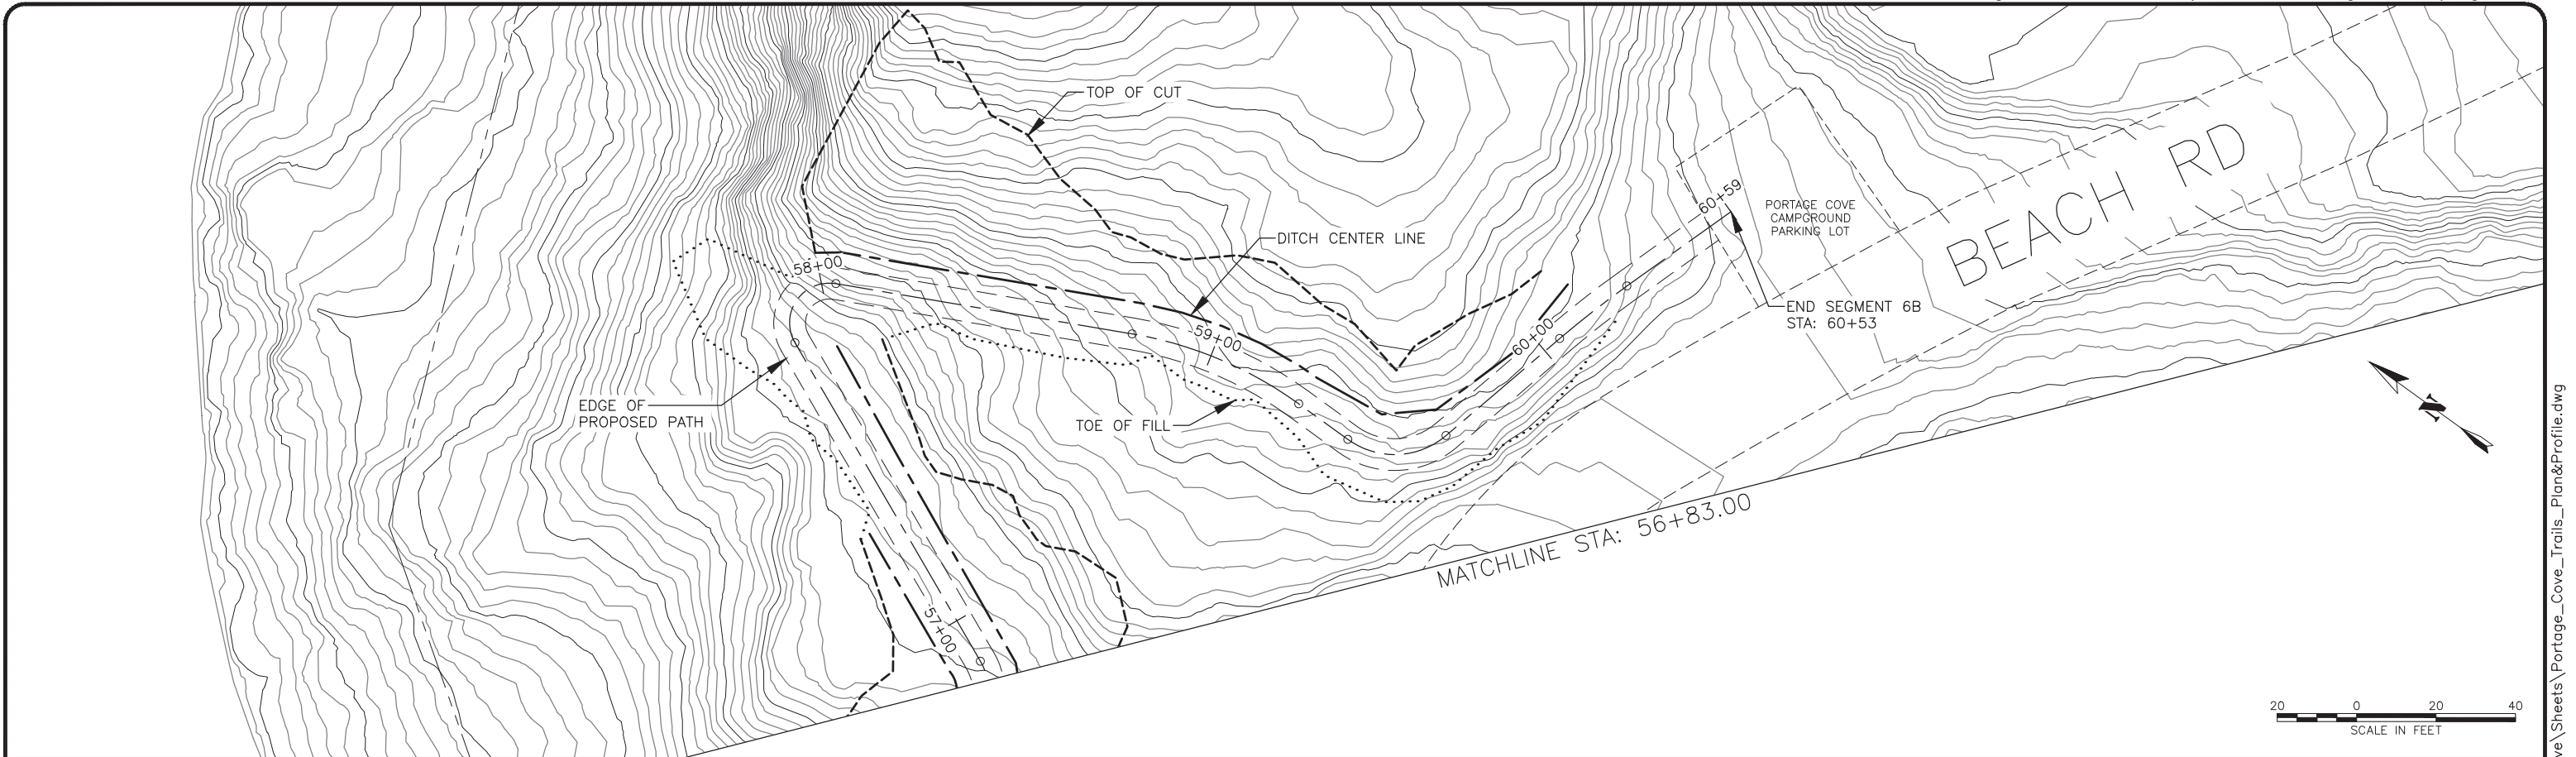 TOP OF CUT
DITCH CENTER LINE
58+00
59+00
60+00
60+59
PORTAGE COVE
CAMPGROUND
PARKING LOT
BEACH RD
END SEGMENT 6B
STA: 60+53
EDGE OF
PROPOSED PATH
TOE OF FILL
57+00
MATCHLINE STA: 56+83.00
N
20 0 20 40
SCALE IN FEET
ve\Sheets\Portage_Cove_Trails_Plan&Profile.dwg